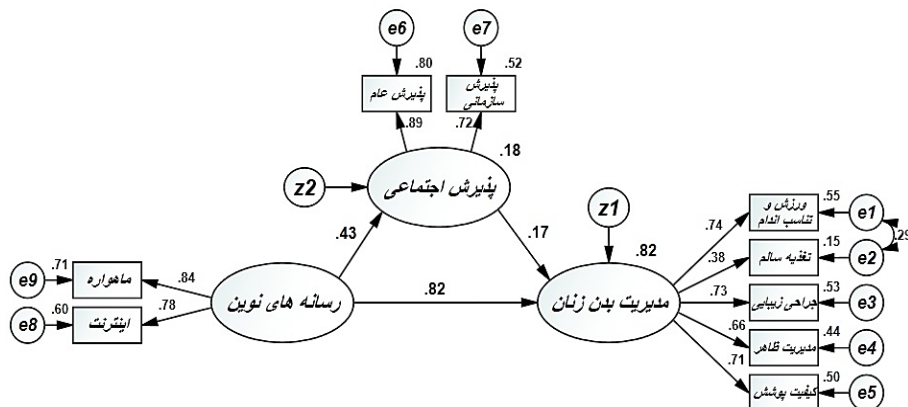 e6
e7
.80
.52
پذیرش عام
پذیرش
سازمانی
.89
.72
.18
z2
پذیرش اجتماعی
z1
.43
.17
.82
ورزش و
تناسب اندام
.55
e1
.74
.29
تغذیه سالم
.15
e2
.38
e9
.71
ماهواره
.84
رسانه های نوین
.82
مدیریت بدن زنان
.73
جراحی زیبایی
.53
e3
e8
.60
اینترنت
.78
.66
مدیریت ظاهر
.44
e4
.71
کیفیت پوشش
.50
e5